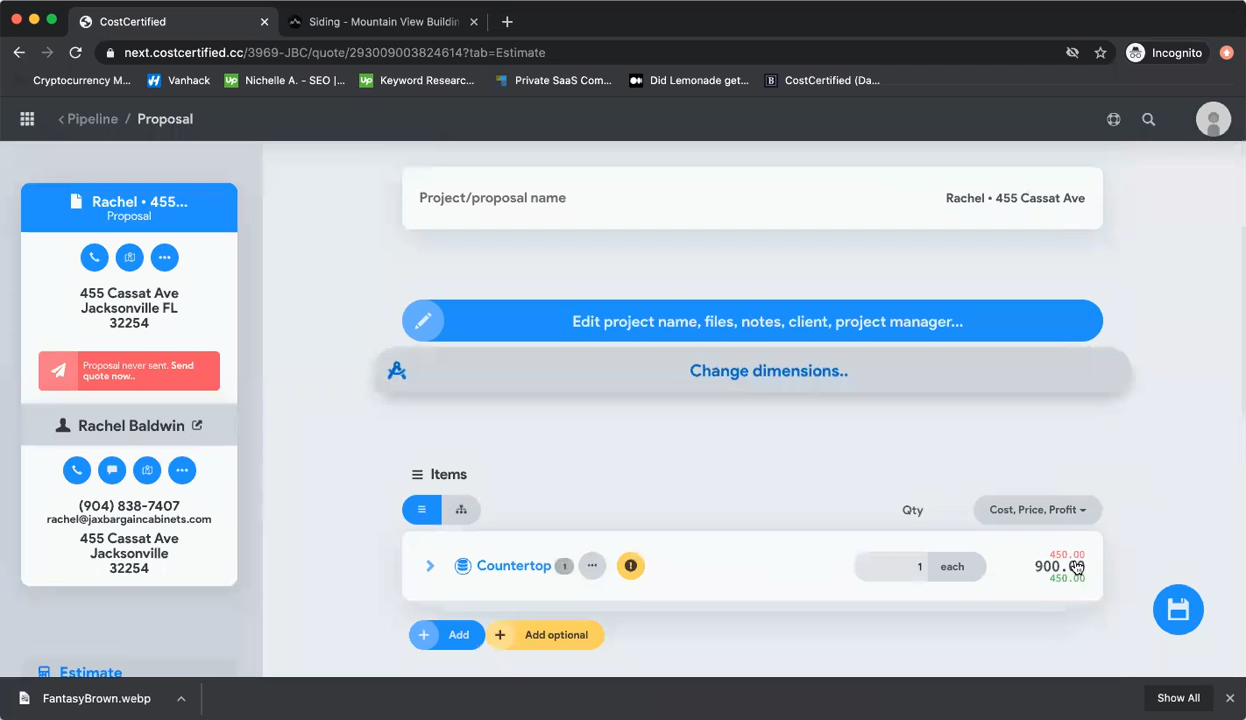 CostCertified
Siding - Mountain View Buildin
next.costcertified.cc/3969-JBC/quote/293009003824614?tab=Estimate
Incognito
Cryptocurrency M...
Vanhack
Nichelle A. - SEO |...
Keyword Researc...
Private SaaS Com...
Did Lemonade get...
CostCertified (Da...
Pipeline / Proposal
Rachel • 455...
Proposal
455 Cassat Ave
Jacksonville FL
32254
Proposal never sent. Send
quote now..
Rachel Baldwin
(904) 838-7407
rachel@jaxbargaincabinets.com
455 Cassat Ave
Jacksonville
32254
Estimate
Project/proposal name
Rachel • 455 Cassat Ave
Edit project name, files, notes, client, project manager...
Change dimensions..
Items
Qty
Cost, Price, Profit
Countertop 1
1 each
450.00
900.
450.00
Add
Add optional
FantasyBrown.webp
Show All